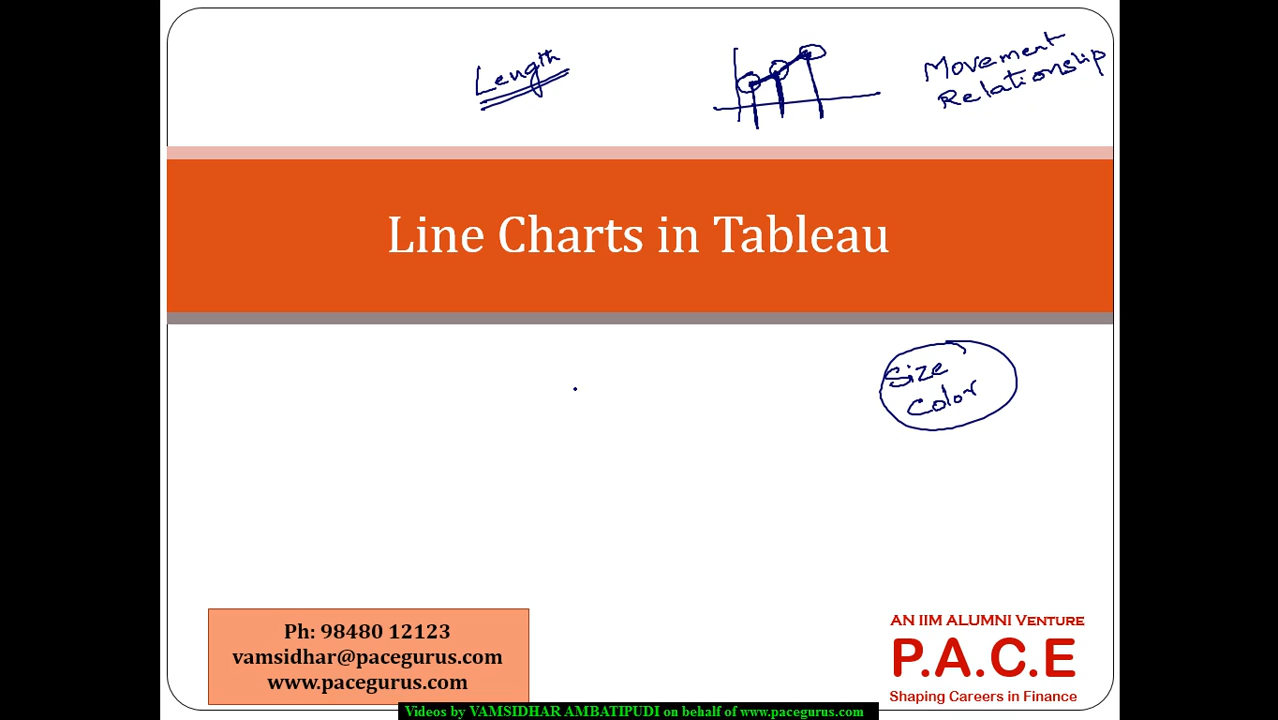 Length
Movement
Relationship
Line Charts in Tableau
Size
Color
Ph: 98480 12123
vamsidhar@pacegurus.com
www.pacegurus.com
AN IIM ALUMNI VENTURE
P.A.C.E
Shaping Careers in Finance
Videos by VAMSIDHAR AMBATIPUDI on behalf of www.pacegurus.com